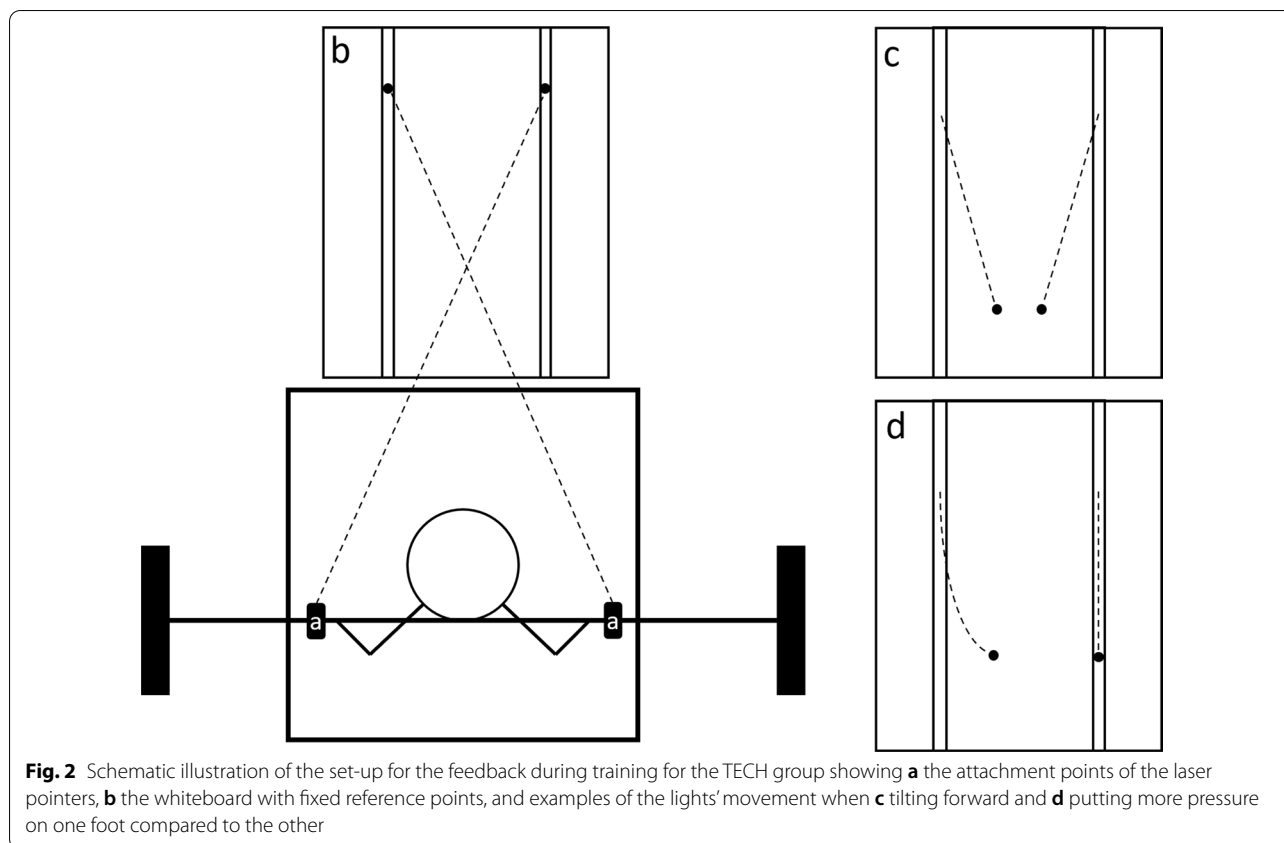 b
c
d
a a
Fig. 2 Schematic illustration of the set-up for the feedback during training for the TECH group showing a the attachment points of the laser
pointers, b the whiteboard with fixed reference points, and examples of the lights’ movement when c tilting forward and d putting more pressure
on one foot compared to the other